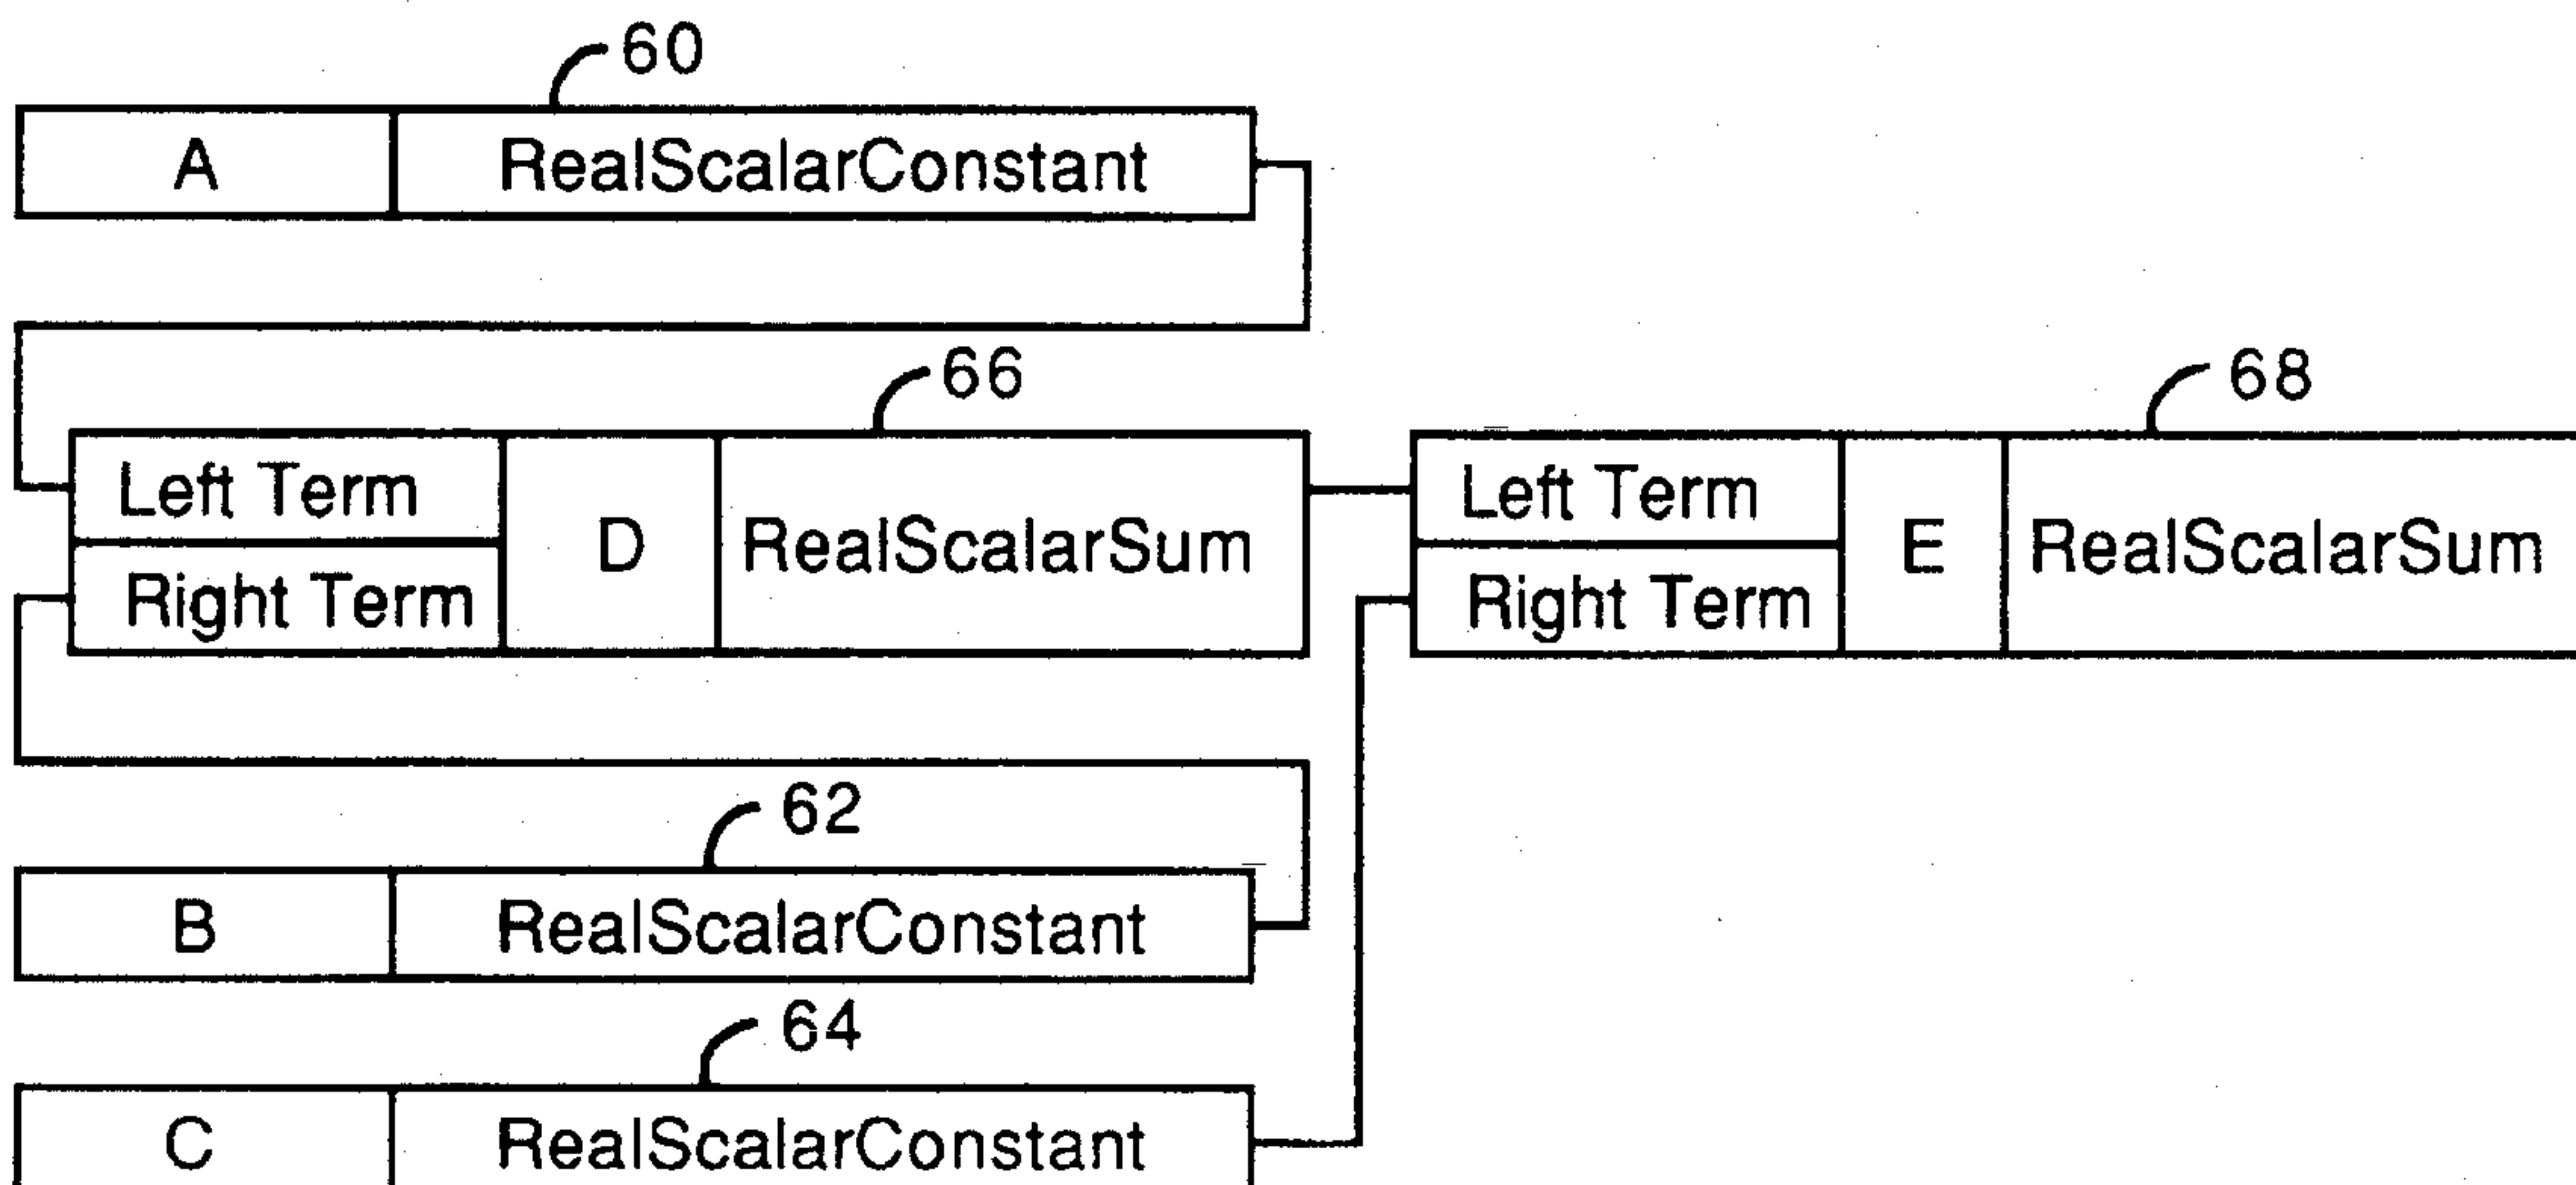 60
A RealScalarConstant
66
68
Left Term
Right Term
D
RealScalarSum
Left Term
Right Term
E
RealScalarSum
62
B RealScalarConstant
64
C RealScalarConstant